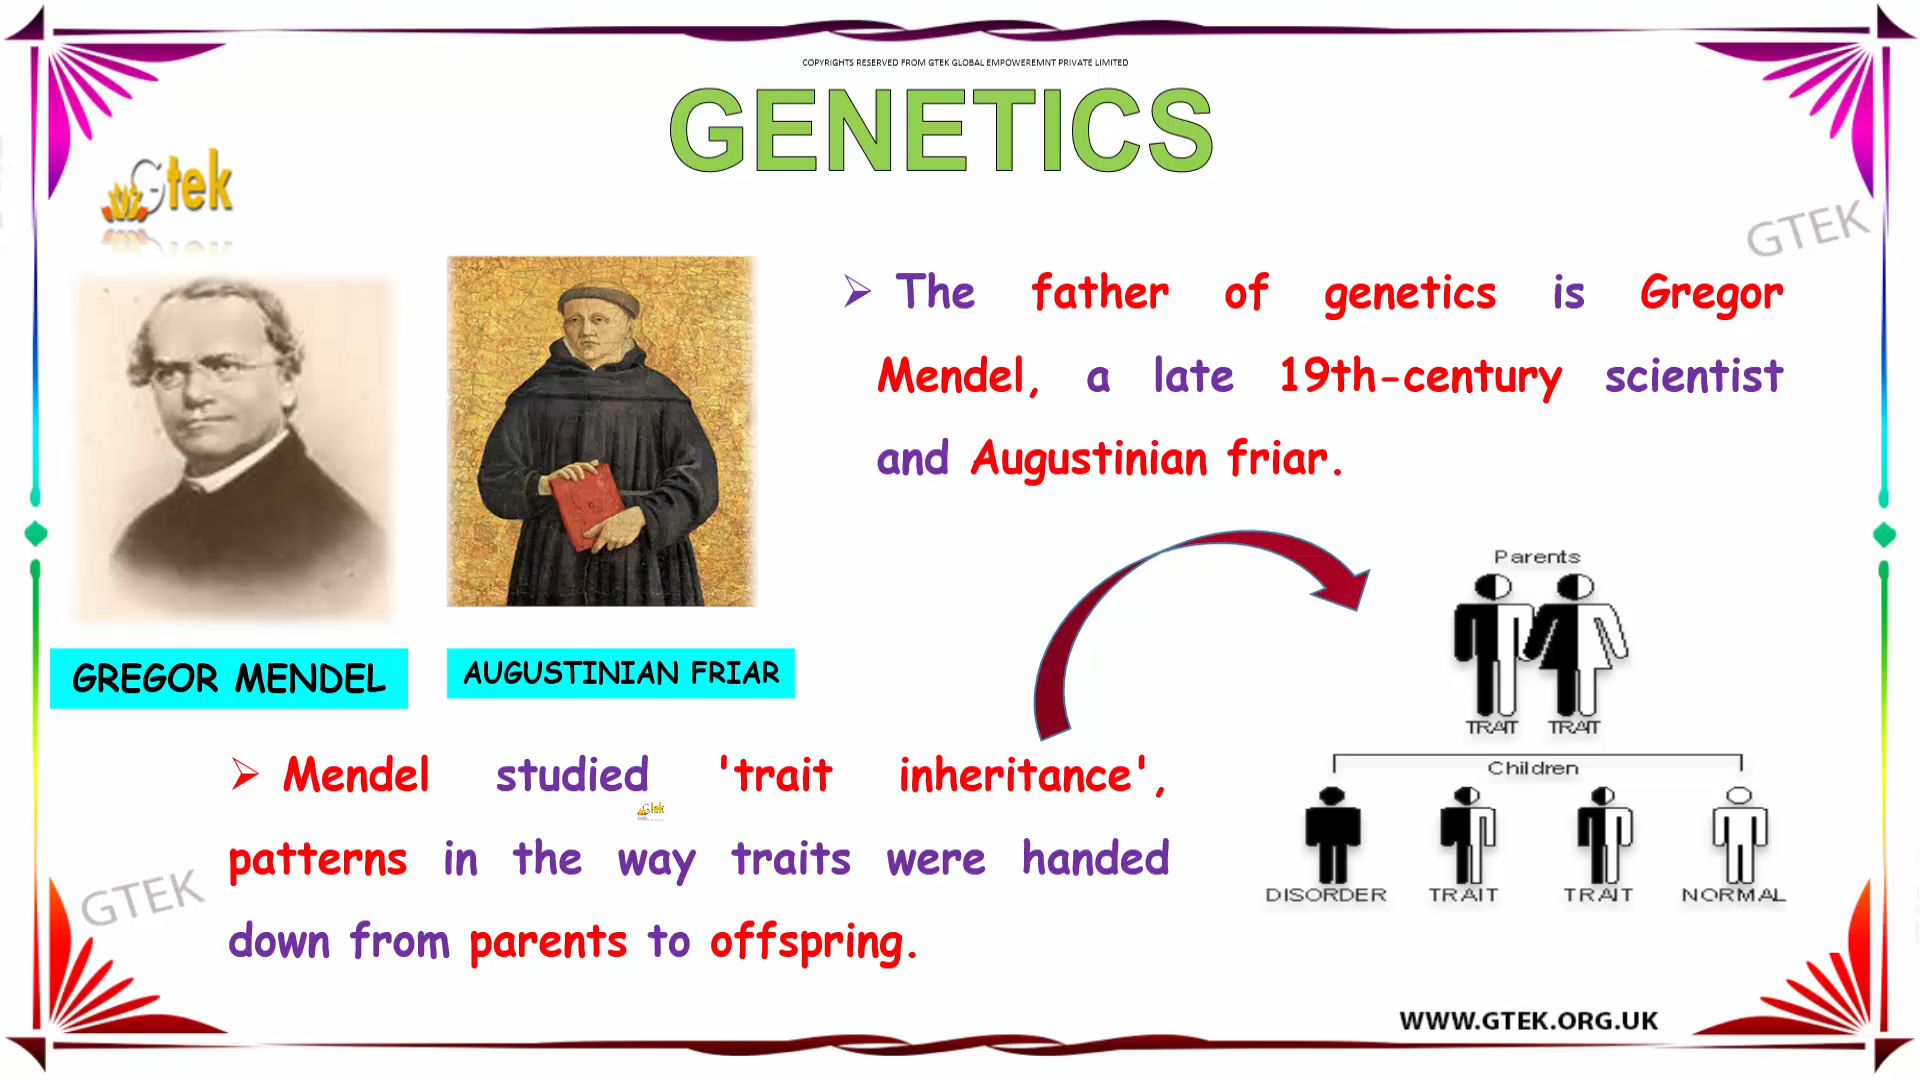 COPYRIGHTS RESERVED FROM GTEK GLOBAL EMPOWEREMNT PRIVATE LIMITED
GENETICS
Gtek
GTEK
➢ The father of genetics is Gregor
Mendel, a late 19th-century scientist
and Augustinian friar.
Parents
GREGOR MENDEL
AUGUSTINIAN FRIAR
TRAIT TRAIT
➢ Mendel studied 'trait inheritance',
patterns in the way traits were handed
down from parents to offspring.
Children
Gtek
DISORDER TRAIT TRAIT NORMAL
GTEK
WWW.GTEK.ORG.UK